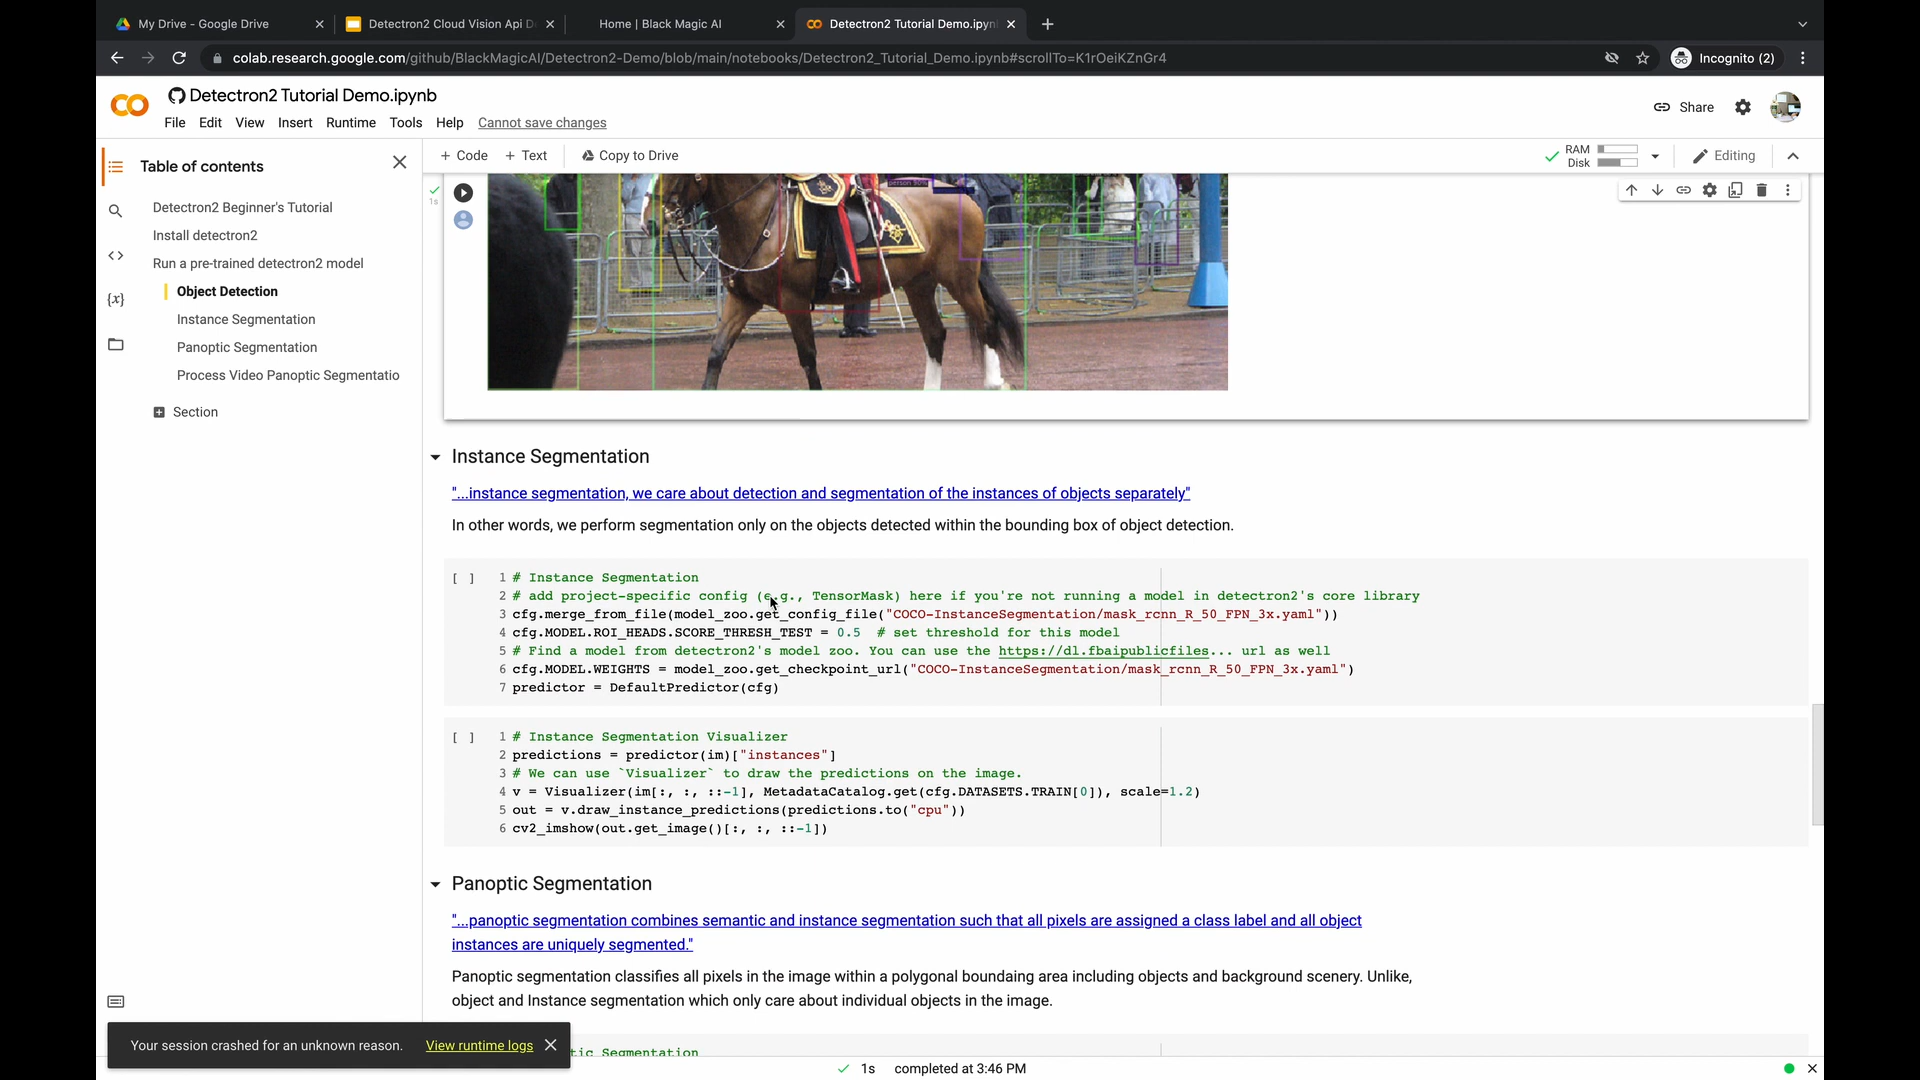 My Drive - Google Drive
Detectron2 Cloud Vision Api D
Home | Black Magic AI
Detectron2 Tutorial Demo.ipyn
colab.research.google.com/github/BlackMagicAI/Detectron2-Demo/blob/main/notebooks/Detectron2_Tutorial_Demo.ipynb#scrollTo=K1rOeiKZnGr4
Incognito (2)
Detectron2 Tutorial Demo.ipynb
Share
File Edit View Insert Runtime Tools Help Cannot save changes
Table of contents
+ Code + Text Copy to Drive
RAM
Disk
Editing
Detectron2 Beginner's Tutorial
Install detectron2
Run a pre-trained detectron2 model
Object Detection
Instance Segmentation
Panoptic Segmentation
Process Video Panoptic Segmentatio
Section
{x}
1s
person 90%
Instance Segmentation
"...instance segmentation, we care about detection and segmentation of the instances of objects separately"
In other words, we perform segmentation only on the objects detected within the bounding box of object detection.
[ ] 1 # Instance Segmentation
2 # add project-specific config (e.g., TensorMask) here if you're not running a model in detectron2's core library
3 cfg.merge_from_file(model_zoo.get_config_file("COCO-InstanceSegmentation/mask_rcnn_R_50_FPN_3x.yaml"))
4 cfg.MODEL.ROI_HEADS.SCORE_THRESH_TEST = 0.5  # set threshold for this model
5 # Find a model from detectron2's model zoo. You can use the https://dl.fbaipublicfiles... url as well
6 cfg.MODEL.WEIGHTS = model_zoo.get_checkpoint_url("COCO-InstanceSegmentation/mask_rcnn_R_50_FPN_3x.yaml")
7 predictor = DefaultPredictor(cfg)
[ ] 1 # Instance Segmentation Visualizer
2 predictions = predictor(im)["instances"]
3 # We can use `Visualizer` to draw the predictions on the image.
4 v = Visualizer(im[:, :, ::-1], MetadataCatalog.get(cfg.DATASETS.TRAIN[0]), scale=1.2)
5 out = v.draw_instance_predictions(predictions.to("cpu"))
6 cv2_imshow(out.get_image()[:, :, ::-1])
Panoptic Segmentation
"...panoptic segmentation combines semantic and instance segmentation such that all pixels are assigned a class label and all object
instances are uniquely segmented."
Panoptic segmentation classifies all pixels in the image within a polygonal boundaing area including objects and background scenery. Unlike,
object and Instance segmentation which only care about individual objects in the image.
tic Segmentation
Your session crashed for an unknown reason. View runtime logs
1s completed at 3:46 PM